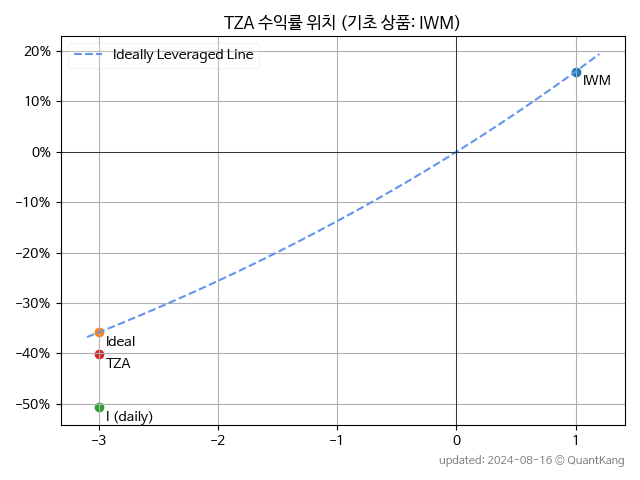 TZA 수익률 위치 (기초 상품: IWM)
Ideally Leveraged Line
20%
10%
0%
-10%
-20%
-30%
-40%
-50%
IWM
Ideal
TZA
I (daily)
-3
-2
-1
0
1
updated: 2024-08-16 © QuantKang